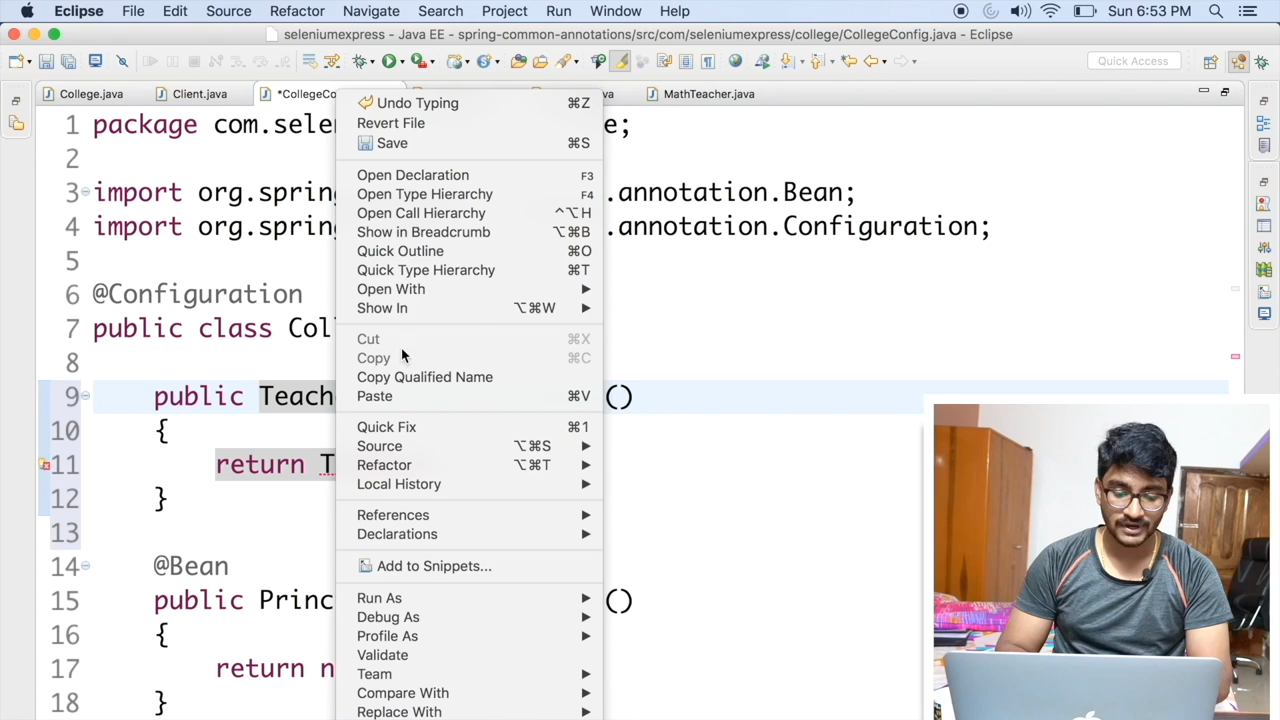 Eclipse File Edit Source Refactor Navigate Search Project Run Window Help Sun 6:53 PM
seleniumexpress - Java EE - spring-common-annotations/src/com/seleniumexpress/college/CollegeConfig.java - Eclipse
Quick Access
College.java Client.java *CollegeCo va MathTeacher.java
1 package com.selen e;
2
3 import org.spring .annotation.Bean;
4 import org.spring .annotation.Configuration;
5
6 @Configuration
7 public class Coll
8
9 public Teach ()
10 {
11 return T
12 }
13
14 @Bean
15 public Princ ()
16 {
17 return n
18 }
Undo Typing ⌘Z
Revert File
Save ⌘S
Open Declaration F3
Open Type Hierarchy F4
Open Call Hierarchy ^⌥H
Show in Breadcrumb ⌥⌘B
Quick Outline ⌘O
Quick Type Hierarchy ⌘T
Open With
Show In ⌥⌘W
Cut ⌘X
Copy ⌘C
Copy Qualified Name
Paste ⌘V
Quick Fix ⌘1
Source ⌥⌘S
Refactor ⌥⌘T
Local History
References
Declarations
Add to Snippets...
Run As
Debug As
Profile As
Validate
Team
Compare With
Replace With